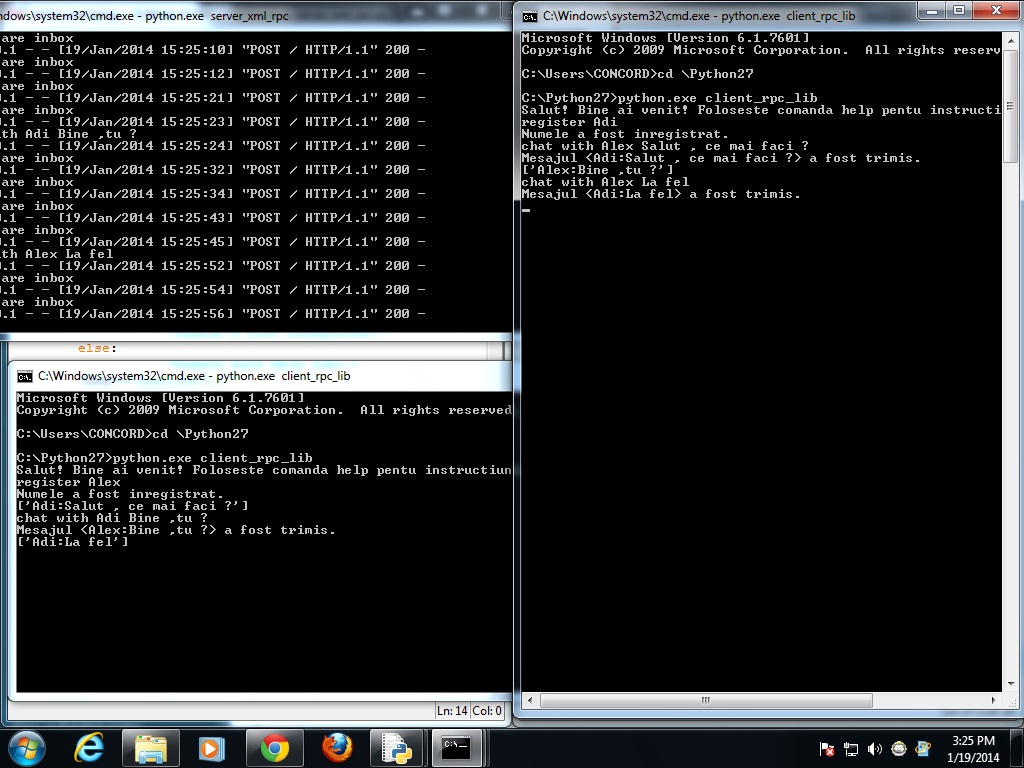 ndows\system32\cmd.exe - python.exe server_xml_rpc
are inbox
0.1 - - [19/Jan/2014 15:25:10] "POST / HTTP/1.1" 200 -
are inbox
0.1 - - [19/Jan/2014 15:25:12] "POST / HTTP/1.1" 200 -
are inbox
0.1 - - [19/Jan/2014 15:25:21] "POST / HTTP/1.1" 200 -
are inbox
0.1 - - [19/Jan/2014 15:25:23] "POST / HTTP/1.1" 200 -
th Adi Bine ,tu ?
0.1 - - [19/Jan/2014 15:25:24] "POST / HTTP/1.1" 200 -
are inbox
0.1 - - [19/Jan/2014 15:25:32] "POST / HTTP/1.1" 200 -
are inbox
0.1 - - [19/Jan/2014 15:25:34] "POST / HTTP/1.1" 200 -
are inbox
0.1 - - [19/Jan/2014 15:25:43] "POST / HTTP/1.1" 200 -
are inbox
0.1 - - [19/Jan/2014 15:25:45] "POST / HTTP/1.1" 200 -
th Alex La fel
0.1 - - [19/Jan/2014 15:25:52] "POST / HTTP/1.1" 200 -
are inbox
0.1 - - [19/Jan/2014 15:25:54] "POST / HTTP/1.1" 200 -
are inbox
0.1 - - [19/Jan/2014 15:25:56] "POST / HTTP/1.1" 200 -
else:
C:\Windows\system32\cmd.exe - python.exe client_rpc_lib
Microsoft Windows [Version 6.1.7601]
Copyright (c) 2009 Microsoft Corporation. All rights reserved
C:\Users\CONCORD>cd \Python27
C:\Python27>python.exe client_rpc_lib
Salut! Bine ai venit! Foloseste comanda help pentu instructiun
register Alex
Numele a fost inregistrat.
['Adi:Salut , ce mai faci ?']
chat with Adi Bine ,tu ?
Mesajul <Alex:Bine ,tu ?> a fost trimis.
['Adi:La fel']
Ln: 14 Col: 0
C:\Windows\system32\cmd.exe - python.exe client_rpc_lib
Microsoft Windows [Version 6.1.7601]
Copyright (c) 2009 Microsoft Corporation. All rights reserv
C:\Users\CONCORD>cd \Python27
C:\Python27>python.exe client_rpc_lib
Salut! Bine ai venit! Foloseste comanda help pentu instructi
register Adi
Numele a fost inregistrat.
chat with Alex Salut , ce mai faci ?
Mesajul <Adi:Salut , ce mai faci ?> a fost trimis.
['Alex:Bine ,tu ?']
chat with Alex La fel
Mesajul <Adi:La fel> a fost trimis.
3:25 PM
1/19/2014